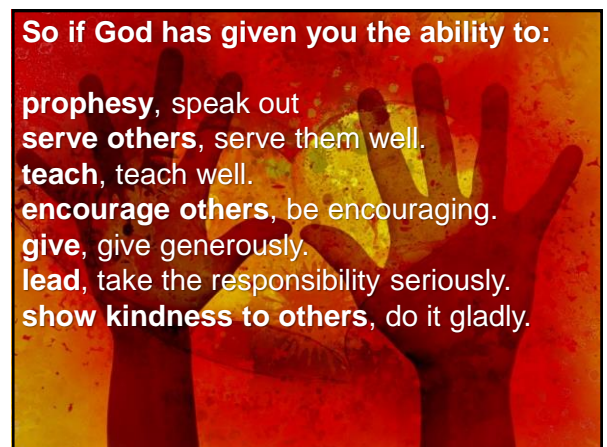 So if God has given you the ability to:
prophesy, speak out
serve others, serve them well.
teach, teach well.
encourage others, be encouraging.
give, give generously.
lead, take the responsibility seriously.
show kindness to others, do it gladly.